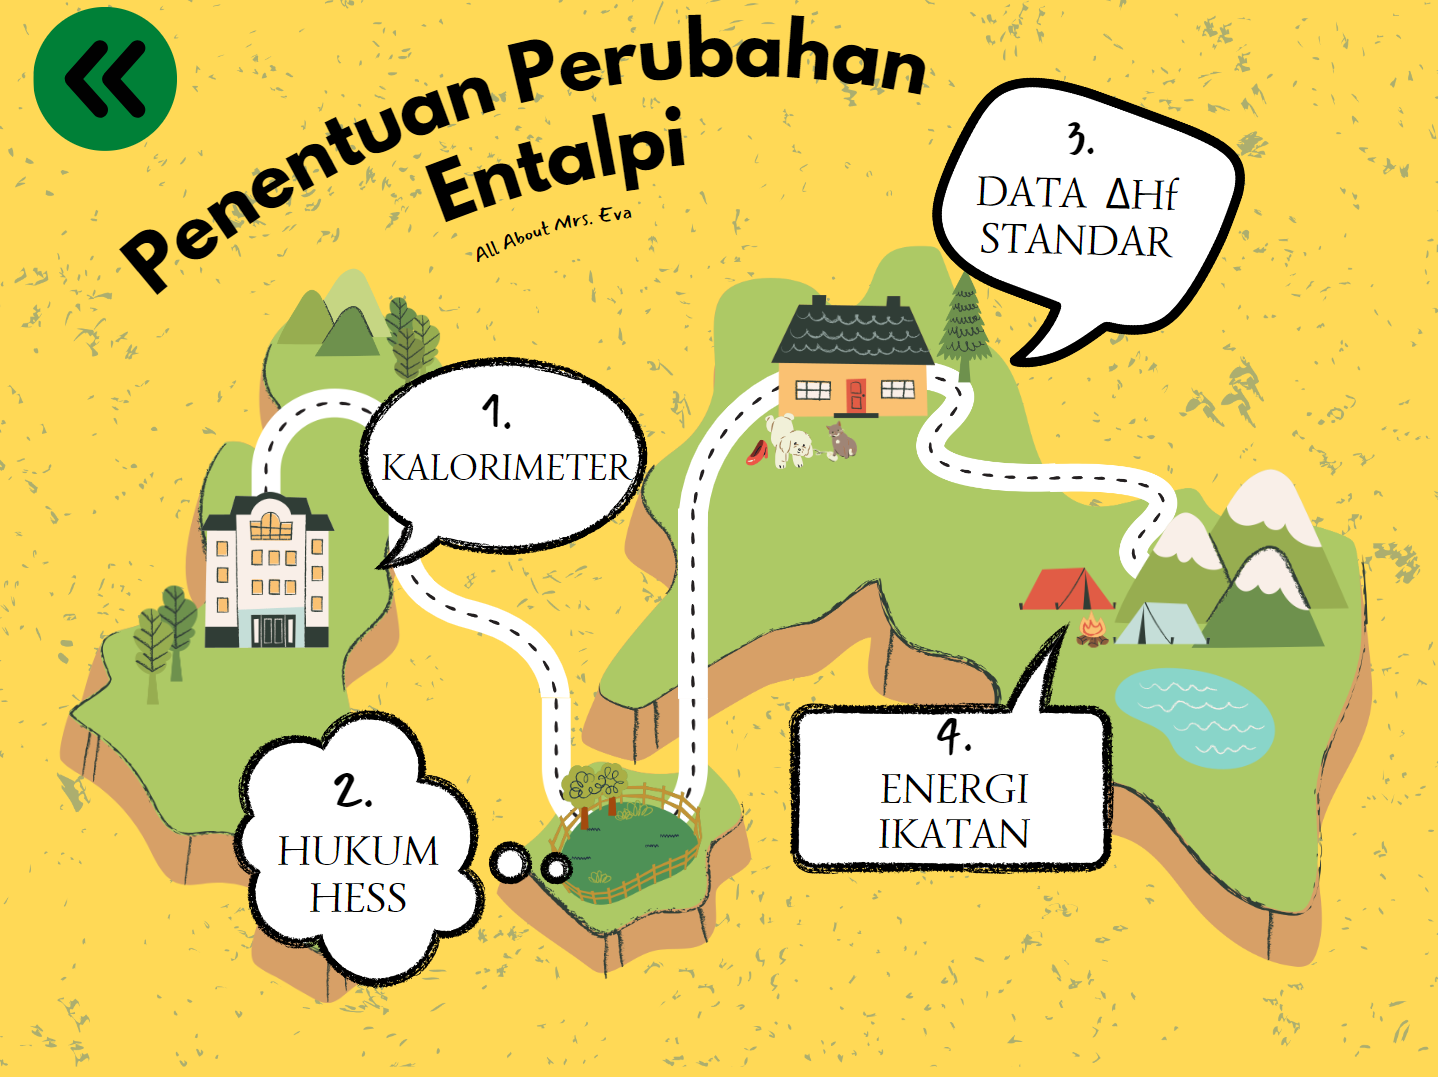 Penentuan Perubahan
Entalpi
All About Mrs. Eva
1.
KALORIMETER
2.
HUKUM
HESS
3.
DATA ΔHf
STANDAR
4.
ENERGI
IKATAN